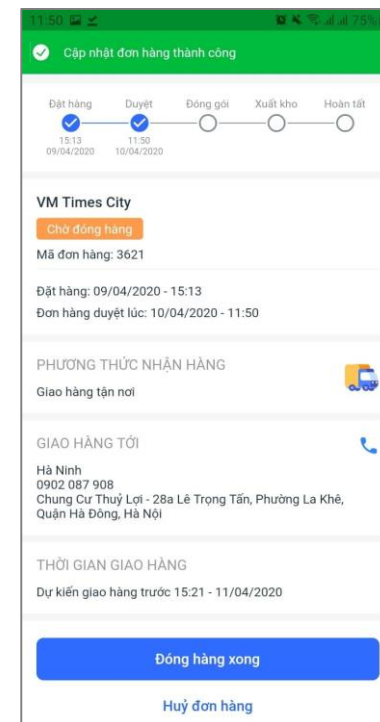 11:50 75%
Cập nhật đơn hàng thành công
Đặt hàng Duyệt Đóng gói Xuất kho Hoàn tất
15:13 11:50
09/04/2020 10/04/2020
VM Times City
Chờ đóng hàng
Mã đơn hàng: 3621
Đặt hàng: 09/04/2020 - 15:13
Đơn hàng duyệt lúc: 10/04/2020 - 11:50
PHƯƠNG THỨC NHẬN HÀNG
Giao hàng tận nơi
GIAO HÀNG TỚI
Hà Ninh
0902 087 908
Chung Cư Thuỷ Lợi - 28a Lê Trọng Tấn, Phường La Khê,
Quận Hà Đông, Hà Nội
THỜI GIAN GIAO HÀNG
Dự kiến giao hàng trước 15:21 - 11/04/2020
Đóng hàng xong
Huỷ đơn hàng